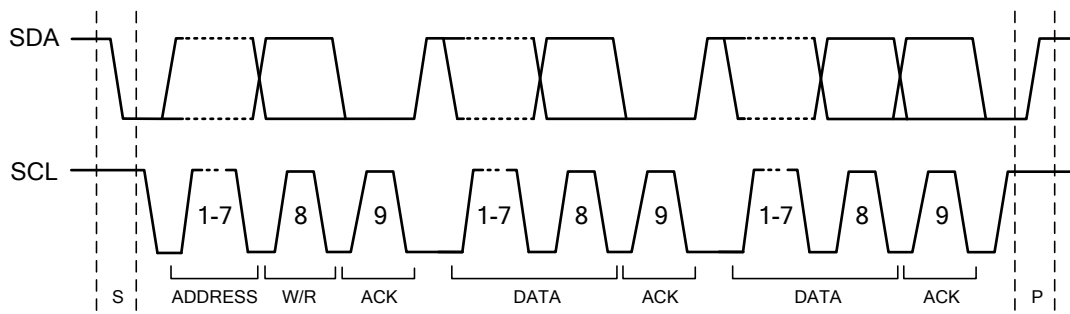 SDA
SCL
1-7 8 9 1-7 8 9 1-7 8 9
S ADDRESS W/R ACK DATA ACK DATA ACK P